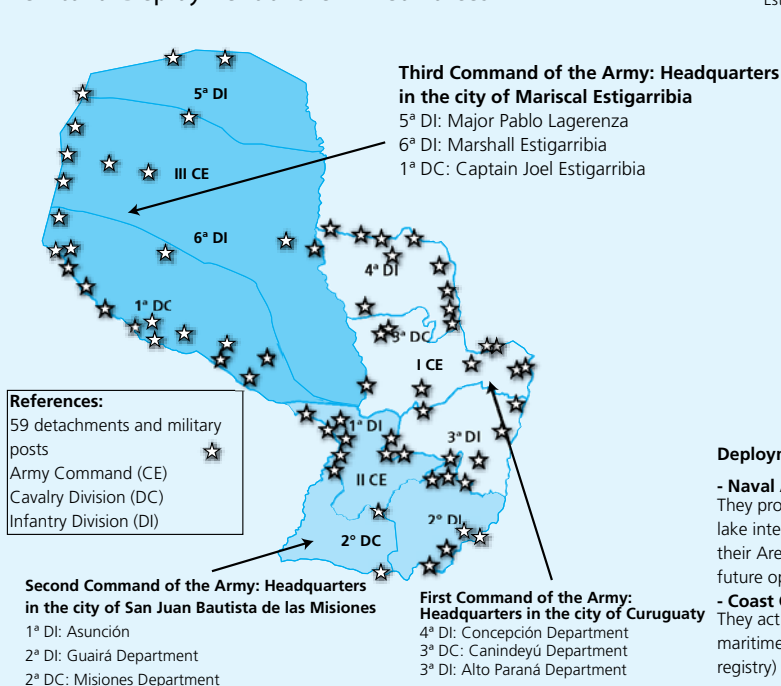 Third Command of the Army: Headquarters
in the city of Mariscal Estigarribia
5ª DI: Major Pablo Lagerenza
6ª DI: Marshall Estigarribia
1ª DC: Captain Joel Estigarribia
5ª DI
III CE
6ª DI
4ª DI
1ª DC
3ª DC
I CE
1ª DI
3ª DI
II CE
2º DI
2º DC
References:
59 detachments and military
posts
Army Command (CE)
Cavalry Division (DC)
Infantry Division (DI)
Second Command of the Army: Headquarters
in the city of San Juan Bautista de las Misiones
1ª DI: Asunción
2ª DI: Guairá Department
2ª DC: Misiones Department
First Command of the Army:
Headquarters in the city of Curuguaty
4ª DI: Concepción Department
3ª DC: Canindeyú Department
3ª DI: Alto Paraná Department
- Naval
They pro
lake inte
their Are
future op
- Coast
They act
maritime
registry)